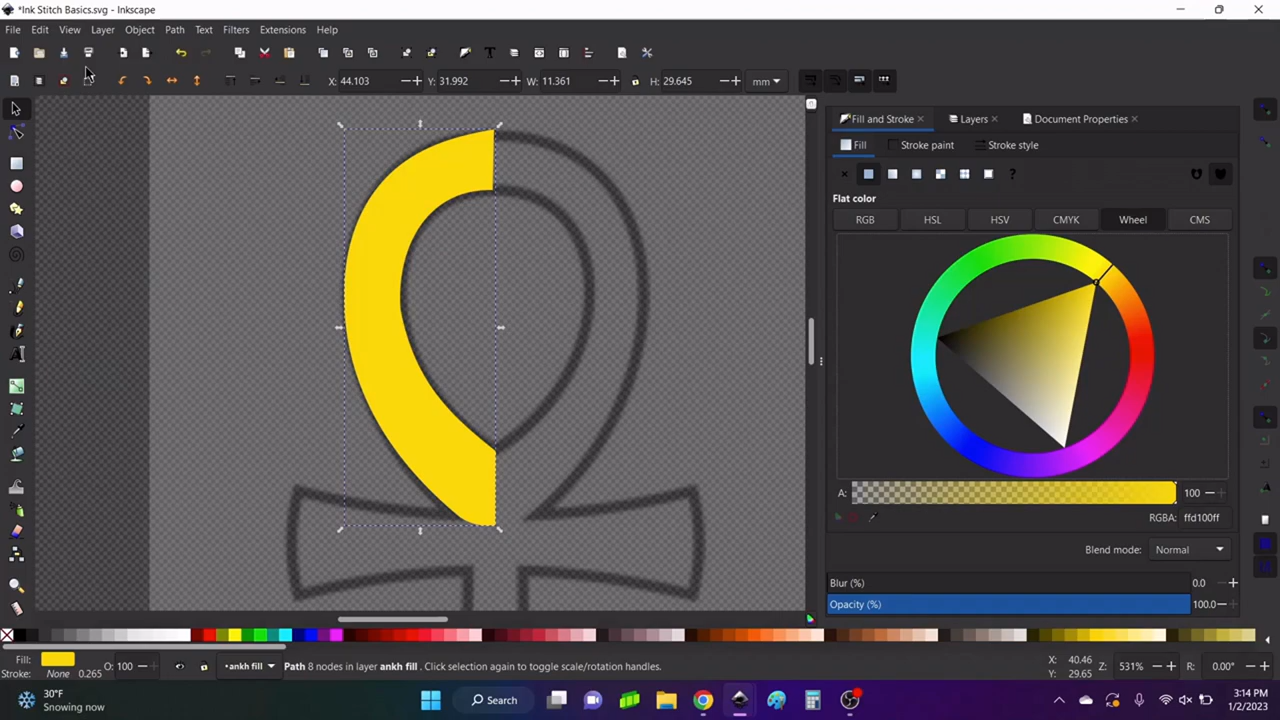 *Ink Stitch Basics.svg - Inkscape
File Edit View Layer Object Path Text Filters Extensions Help
X: 44.103 Y: 31.992 W: 11.361 H: 29.645 mm
Fill and Stroke Layers Document Properties
Fill Stroke paint Stroke style
?
Flat color
RGB HSL HSV CMYK Wheel CMS
A: 100
RGBA: ffd100ff
Blend mode: Normal
Blur (%) 0.0
Opacity (%) 100.0
Fill: O: 100 •ankh fill Path 8 nodes in layer ankh fill. Click selection again to toggle scale/rotation handles. X: 40.46 Z: 531% R: 0.00°
Stroke: None 0.265 Y: 29.65
30°F
Snowing now
Search
3:14 PM
1/2/2023